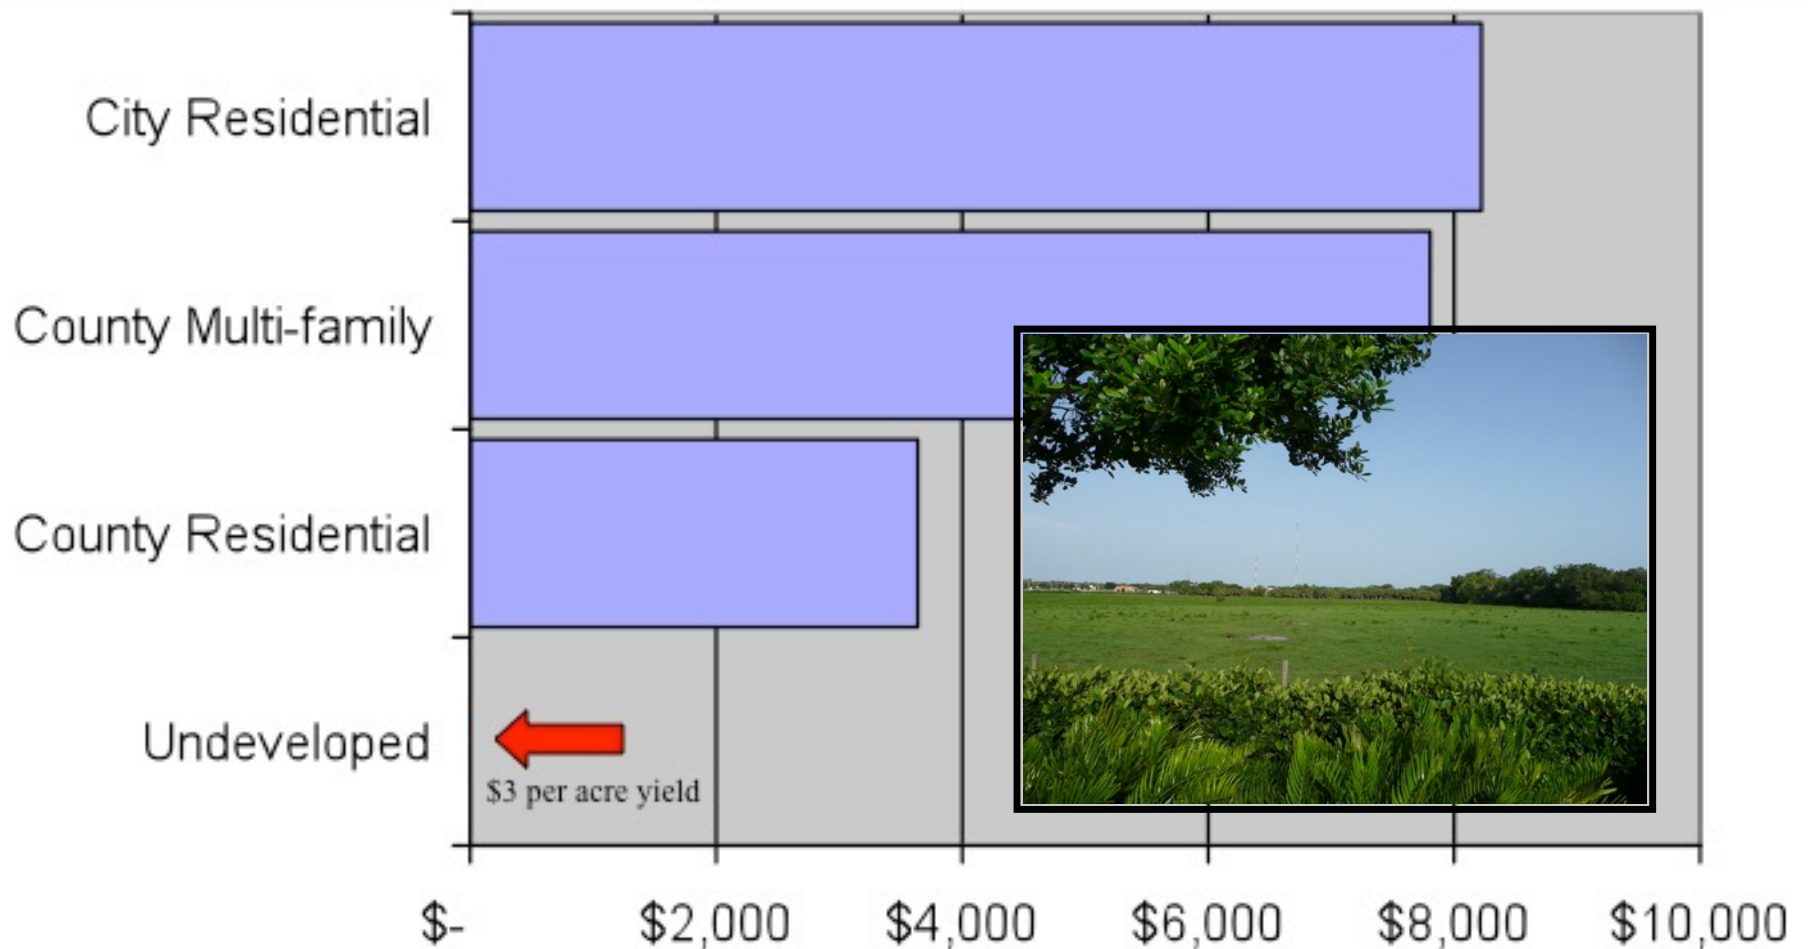 City Residential
County Multi-family
County Residential
Undeveloped
$3 per acre yield
$-
$2,000
$4,000
$6,000
$8,000
$10,000